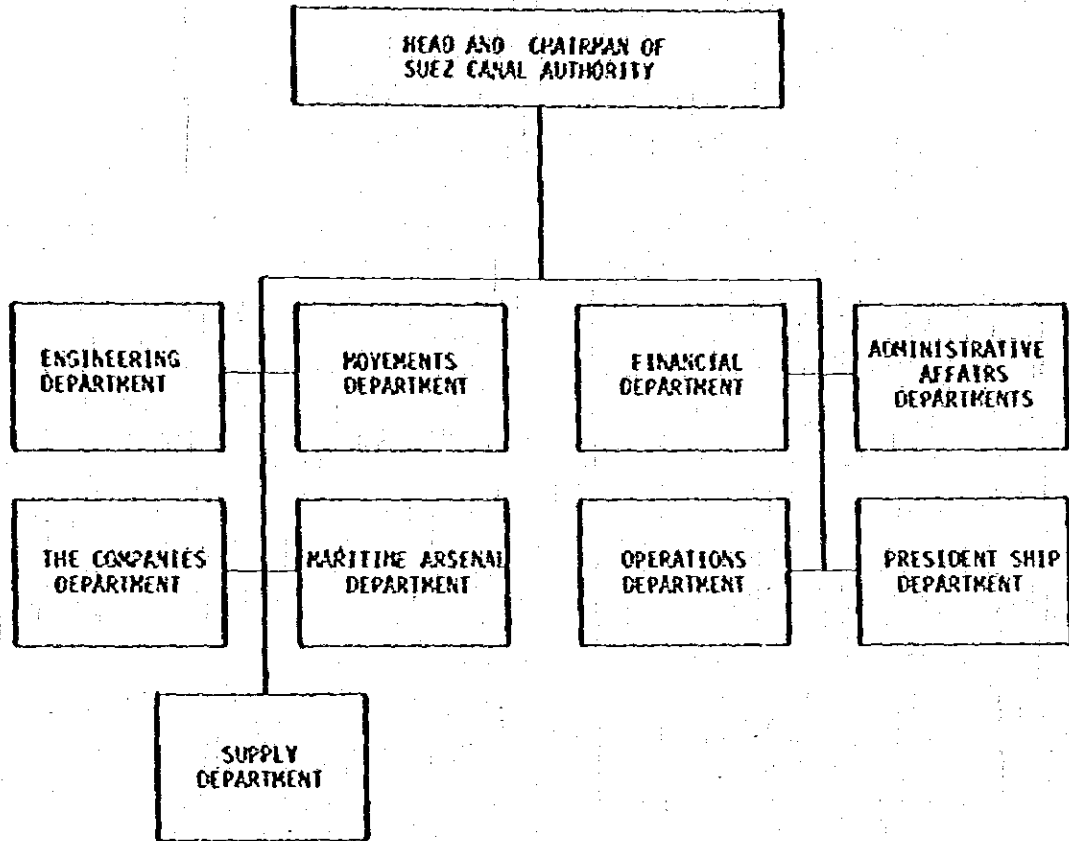 HEAD AND CHAIRMAN OF
SUEZ CANAL AUTHORITY
ENGINEERING
DEPARTMENT
MOVEMENTS
DEPARTMENT
FINANCIAL
DEPARTMENT
ADMINISTRATIVE
AFFAIRS
DEPARTMENTS
THE COMPANIES
DEPARTMENT
MARITIME ARSENAL
DEPARTMENT
OPERATIONS
DEPARTMENT
PRESIDENT SHIP
DEPARTMENT
SUPPLY
DEPARTMENT